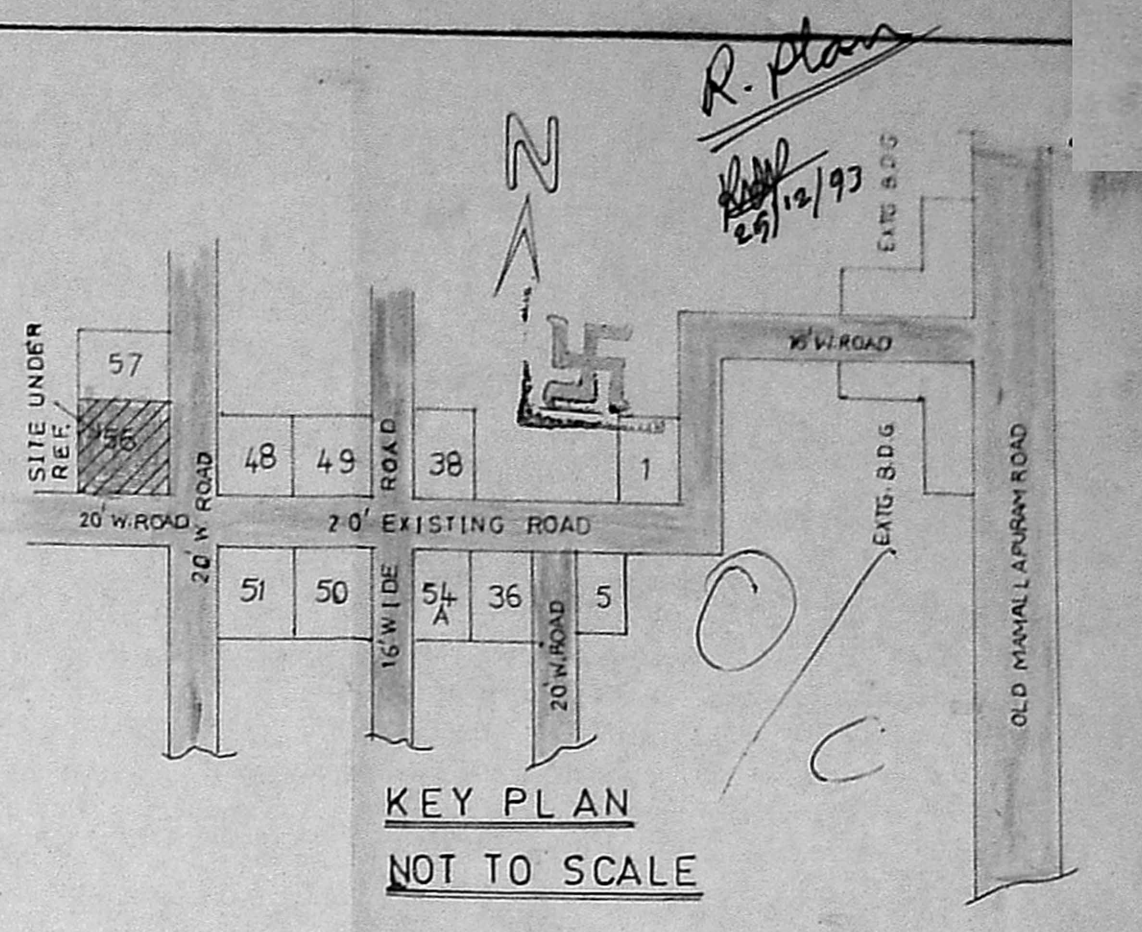 R. Plan
25/12/93
N
EXTG B.D.G
16' W. ROAD
SITE UNDER
REF.
57
56
48
49
ROAD
38
1
20' W. ROAD
20' W ROAD
20' EXISTING ROAD
EXTG. B.D.G
OLD MAMALLAPURAM ROAD
51
50
16' WIDE
54
A
36
20' W. ROAD
5
O/C
KEY PLAN
NOT TO SCALE